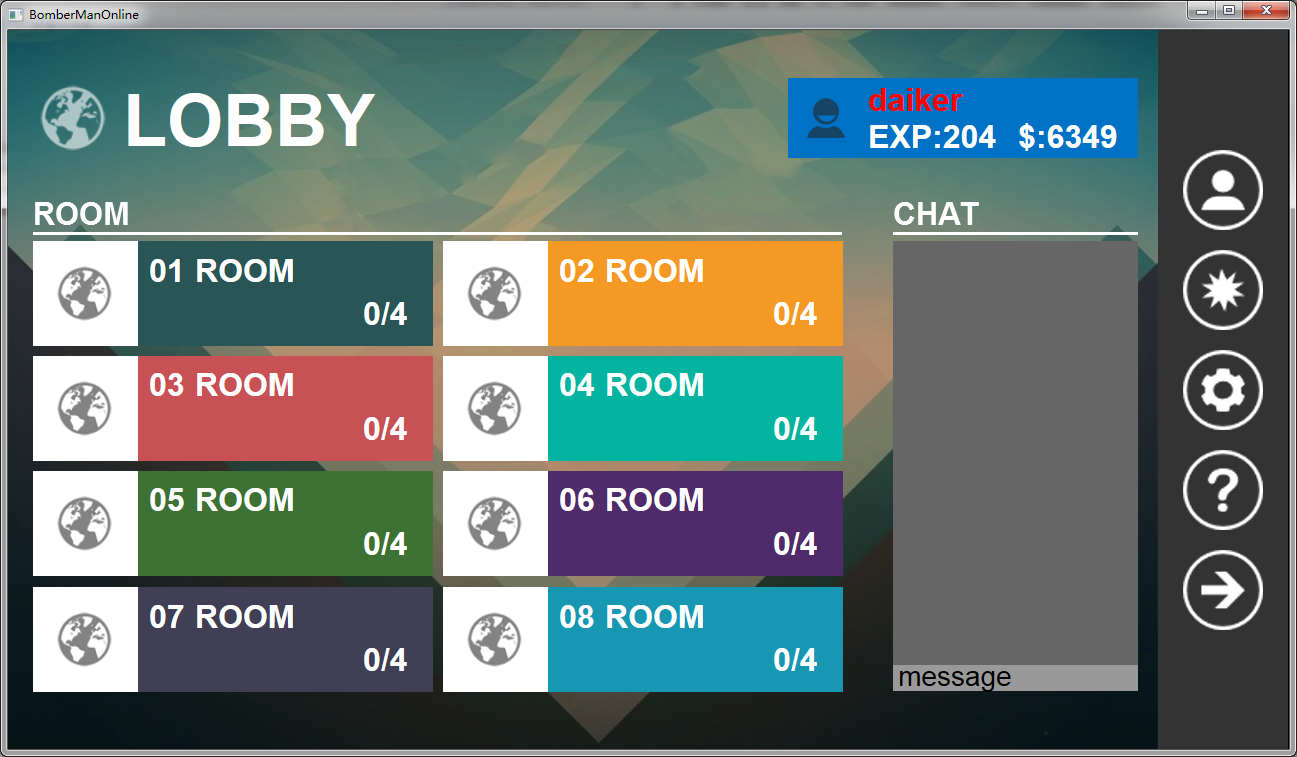 BomberManOnline
LOBBY
daiker
EXP:204 $:6349
ROOM
CHAT
01 ROOM
0/4
02 ROOM
0/4
03 ROOM
0/4
04 ROOM
0/4
05 ROOM
0/4
06 ROOM
0/4
07 ROOM
0/4
08 ROOM
0/4
message